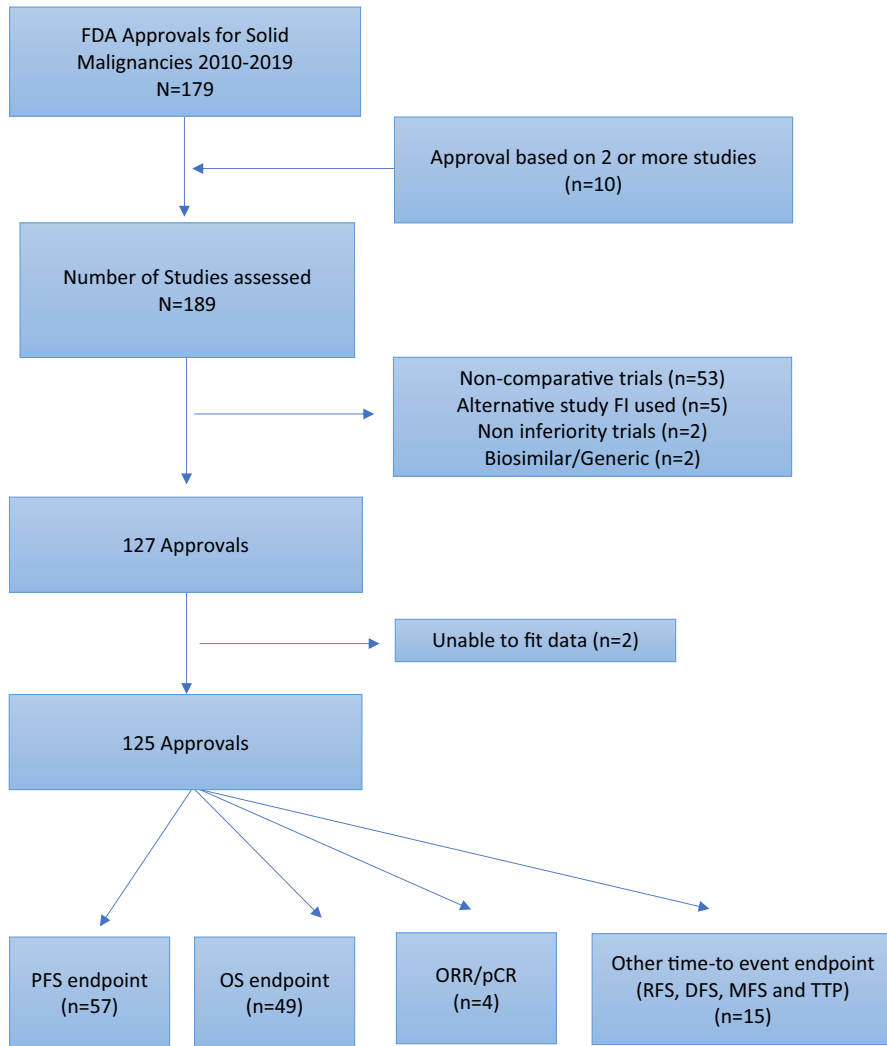 FDA Approvals for Solid
Malignancies 2010-2019
N=179
Approval based on 2 or more studies
(n=10)
Number of Studies assessed
N=189
Non-comparative trials (n=53)
Alternative study FI used (n=5)
Non inferiority trials (n=2)
Biosimilar/Generic (n=2)
127 Approvals
Unable to fit data (n=2)
125 Approvals
PFS endpoint
(n=57)
OS endpoint
(n=49)
ORR/pCR
(n=4)
Other time-to event endpoint
(RFS, DFS, MFS and TTP)
(n=15)